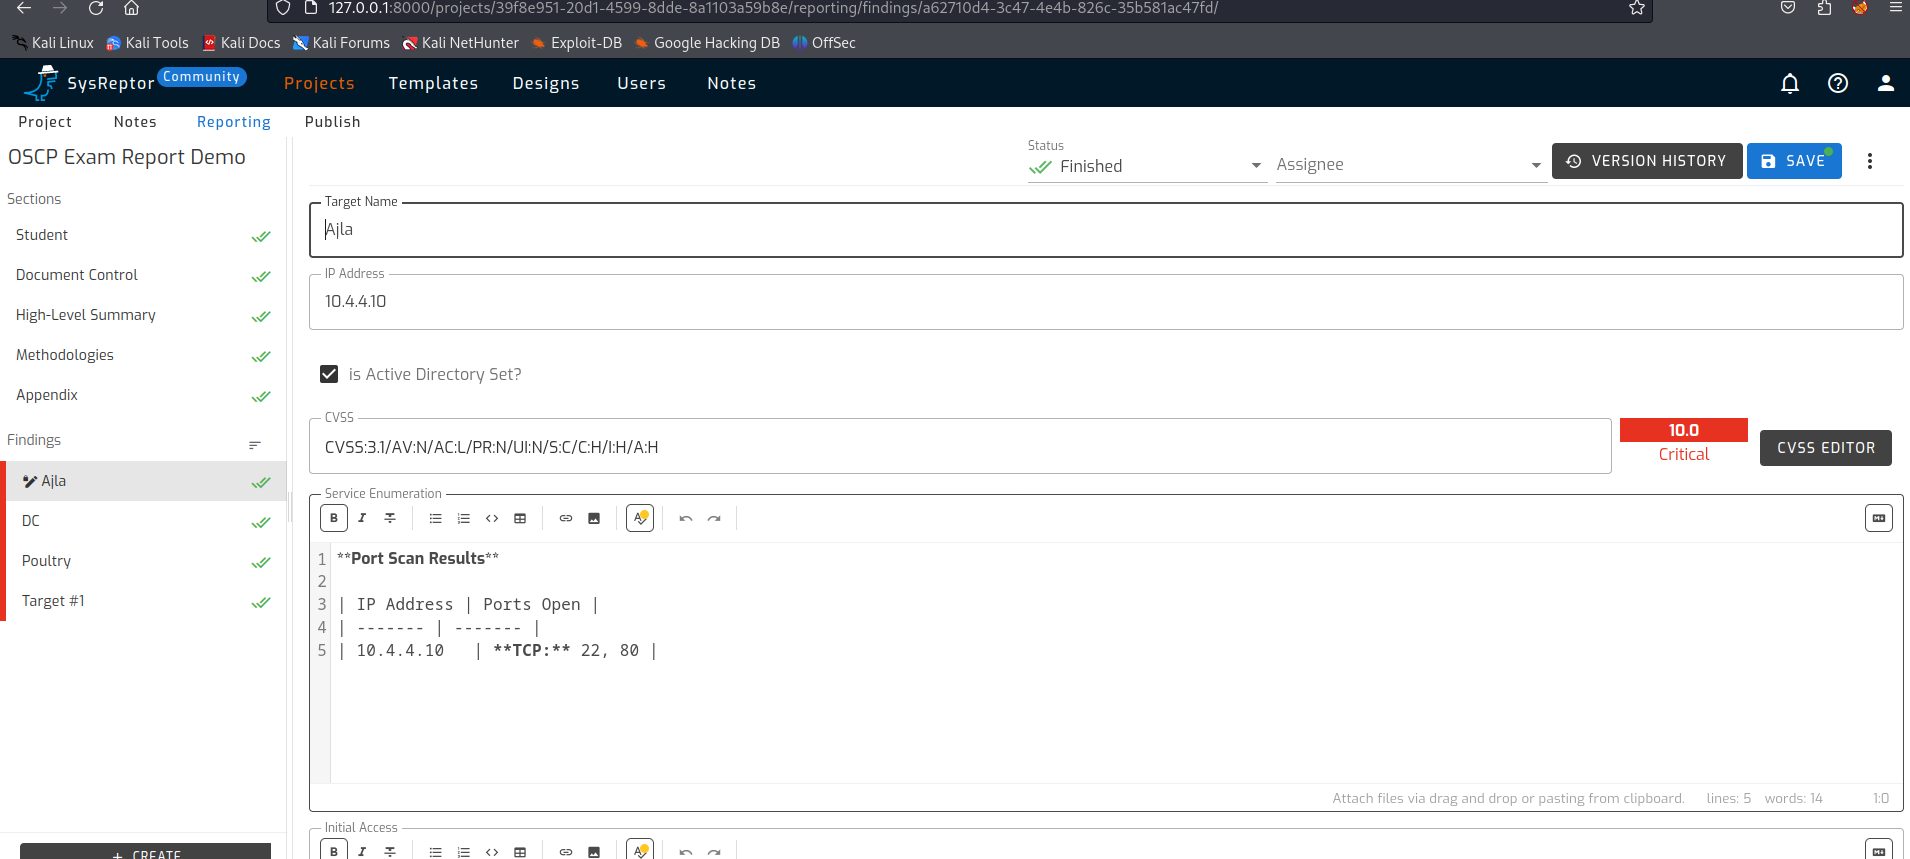 127.0.0.1:8000/projects/39f8e951-20d1-4599-8dde-8a1103a59b8e/reporting/findings/a62710d4-3c47-4e4b-826c-35b581ac47fd/
Kali Linux Kali Tools Kali Docs Kali Forums Kali NetHunter Exploit-DB Google Hacking DB OffSec
SysReptor Community Projects Templates Designs Users Notes
Project Notes Reporting Publish
OSCP Exam Report Demo
Sections
Student
Document Control
High-Level Summary
Methodologies
Appendix
Findings
Ajla
DC
Poultry
Target #1
+ CREATE
Status
Finished
Assignee
VERSION HISTORY
SAVE
Target Name
Ajla
IP Address
10.4.4.10
is Active Directory Set?
CVSS
CVSS:3.1/AV:N/AC:L/PR:N/UI:N/S:C/C:H/I:H/A:H
10.0
Critical
CVSS EDITOR
Service Enumeration
B I
1 **Port Scan Results**
2
3 | IP Address | Ports Open |
4 | ------- | ------- |
5 | 10.4.4.10   | **TCP:** 22, 80 |
Attach files via drag and drop or pasting from clipboard. lines: 5 words: 14 1:0
Initial Access
B I